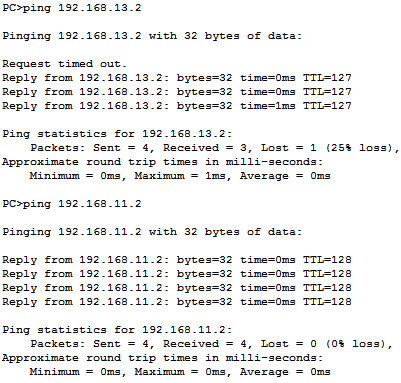 PC>ping 192.168.13.2
Pinging 192.168.13.2 with 32 bytes of data:
Request timed out.
Reply from 192.168.13.2: bytes=32 time=0ms TTL=127
Reply from 192.168.13.2: bytes=32 time=0ms TTL=127
Reply from 192.168.13.2: bytes=32 time=1ms TTL=127
Ping statistics for 192.168.13.2:
    Packets: Sent = 4, Received = 3, Lost = 1 (25% loss),
Approximate round trip times in milli-seconds:
    Minimum = 0ms, Maximum = 1ms, Average = 0ms
PC>ping 192.168.11.2
Pinging 192.168.11.2 with 32 bytes of data:
Reply from 192.168.11.2: bytes=32 time=0ms TTL=128
Reply from 192.168.11.2: bytes=32 time=0ms TTL=128
Reply from 192.168.11.2: bytes=32 time=0ms TTL=128
Reply from 192.168.11.2: bytes=32 time=0ms TTL=128
Ping statistics for 192.168.11.2:
    Packets: Sent = 4, Received = 4, Lost = 0 (0% loss),
Approximate round trip times in milli-seconds:
    Minimum = 0ms, Maximum = 0ms, Average = 0ms